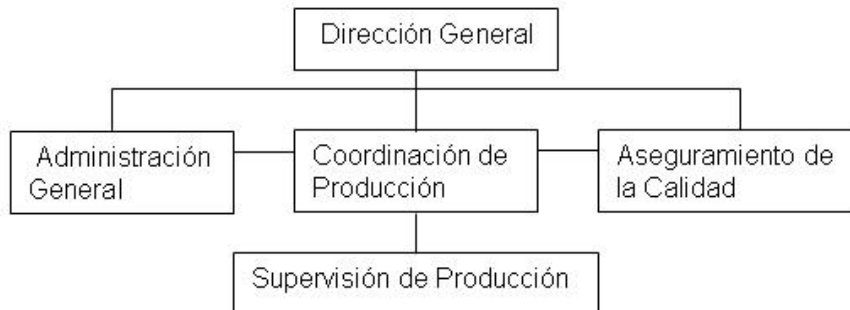 Dirección General
Administración
General
Coordinación de
Producción
Aseguramiento de
la Calidad
Supervisión de Producción